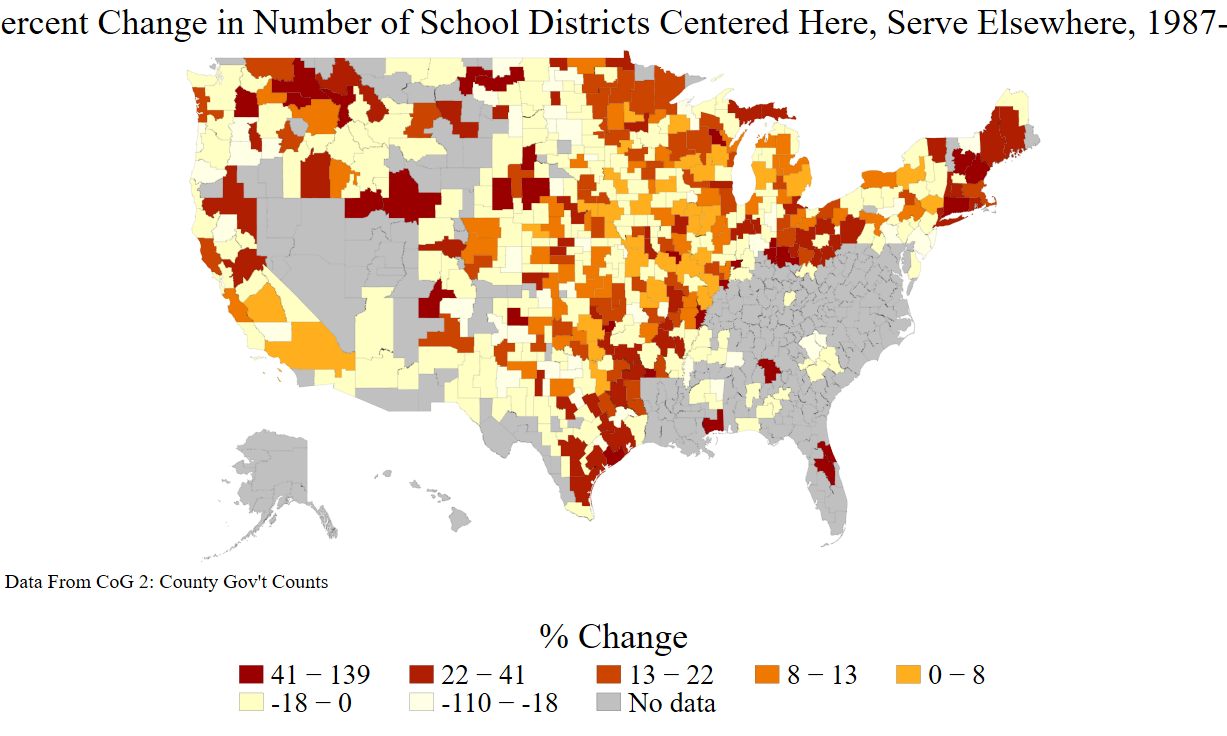 ercent Change in Number of School Districts Centered Here, Serve Elsewhere, 1987-
Data From CoG 2: County Gov't Counts
% Change
41 − 139 22 − 41 13 − 22 8 − 13 0 − 8
-18 − 0 -110 − -18 No data